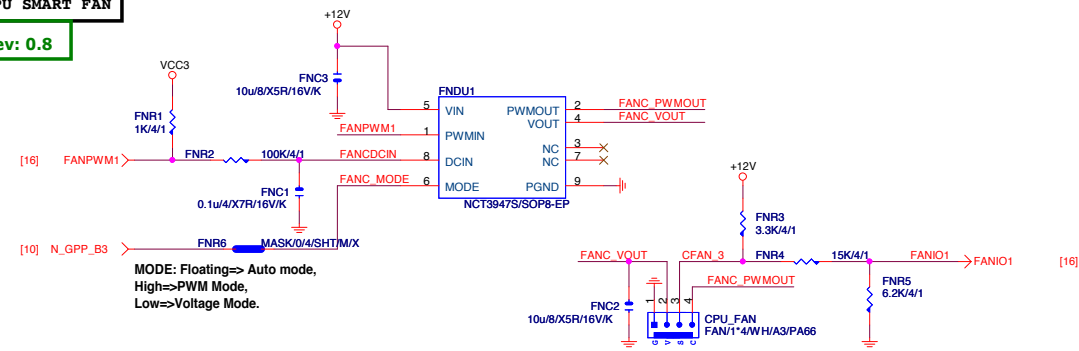 PU SMART FAN
ev: 0.8
+12V
VCC3
FNC3
10u/8/X5R/16V/K
FNDU1
FNR1
1K/4/1
5
VIN
PWMOUT
2
FANC_PWMOUT
VOUT
4
FANC_VOUT
FANPWM1
1
PWMIN
NC
3
NC
7
[16]
FANPWM1
FNR2
100K/4/1
FANCDCIN
8
DCIN
FNC1
0.1u/4/X7R/16V/K
FANC_MODE
6
MODE
PGND
9
NCT3947S/SOP8-EP
[10]
N_GPP_B3
FNR6
MASK/0/4/SHT/M/X
MODE: Floating=> Auto mode,
High=>PWM Mode,
Low=>Voltage Mode.
+12V
FNR3
3.3K/4/1
FANC_VOUT
CFAN_3
FNR4
15K/4/1
FANIO1
[16]
FANC_PWMOUT
FNR5
6.2K/4/1
FNC2
10u/8/X5R/16V/K
1
2
3
4
G
V
S
C
CPU_FAN
FAN/1*4/WH/A3/PA66